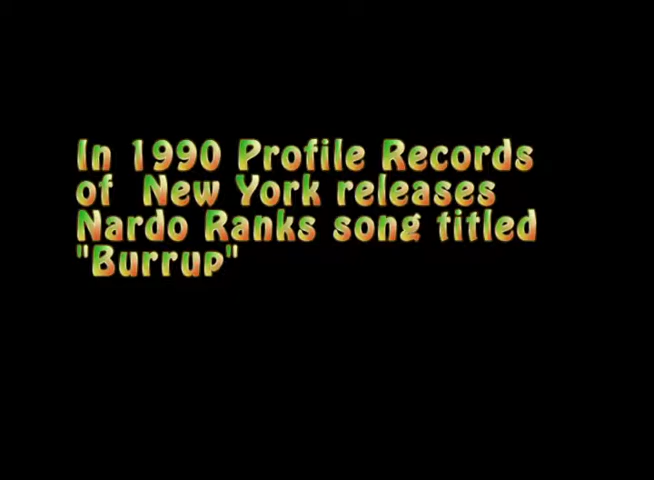 In 1990 Profile Records
of New York releases
Nardo Ranks song titled
"Burrup"